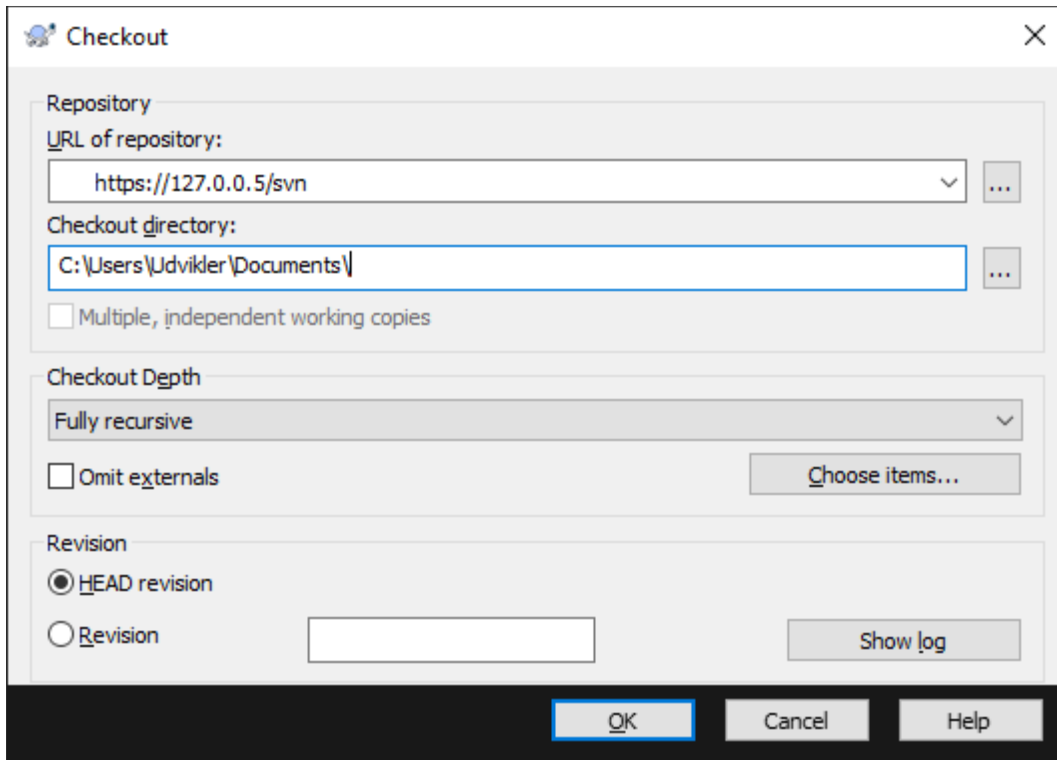 Checkout
Repository
URL of repository:
https://127.0.0.5/svn
...
Checkout directory:
C:\Users\Udvikler\Documents\
...
Multiple, independent working copies
Checkout Depth
Fully recursive
Omit externals
Choose items...
Revision
HEAD revision
Revision
Show log
OK
Cancel
Help